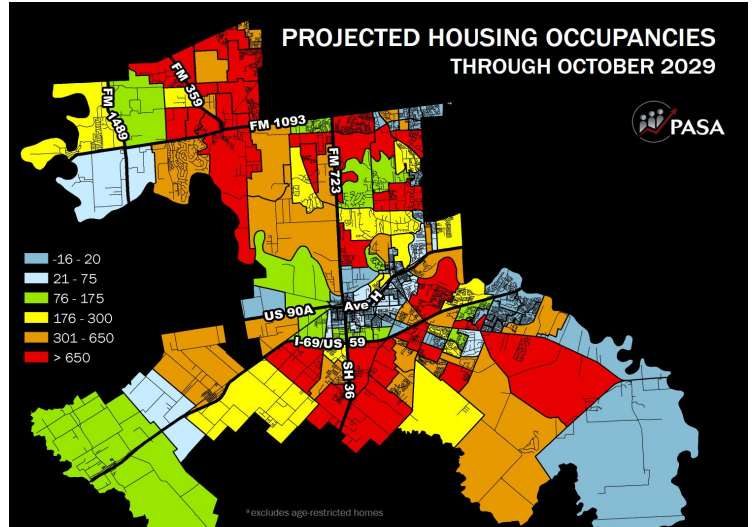 PROJECTED HOUSING OCCUPANCIES
THROUGH OCTOBER 2029
PASA
FM 1489
FM 359
FM 1093
FM 723
-16 - 20
21 - 75
76 - 175
176 - 300
301 - 650
> 650
US 90A
Ave H
I-69/US 59
SH 36
*excludes age-restricted homes